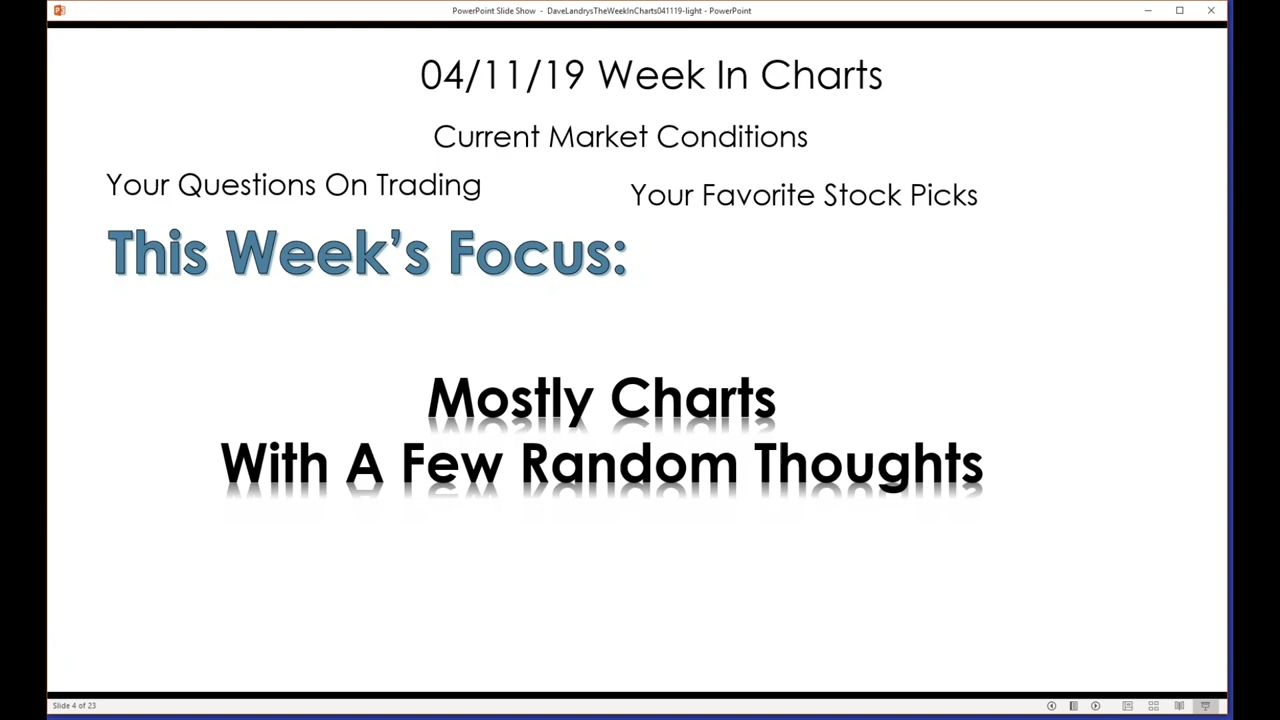 PowerPoint Slide Show - DaveLandrysTheWeekInCharts041119-light - PowerPoint
04/11/19 Week In Charts
Current Market Conditions
Your Questions On Trading
Your Favorite Stock Picks
This Week’s Focus:
Mostly Charts
With A Few Random Thoughts
Slide 4 of 23